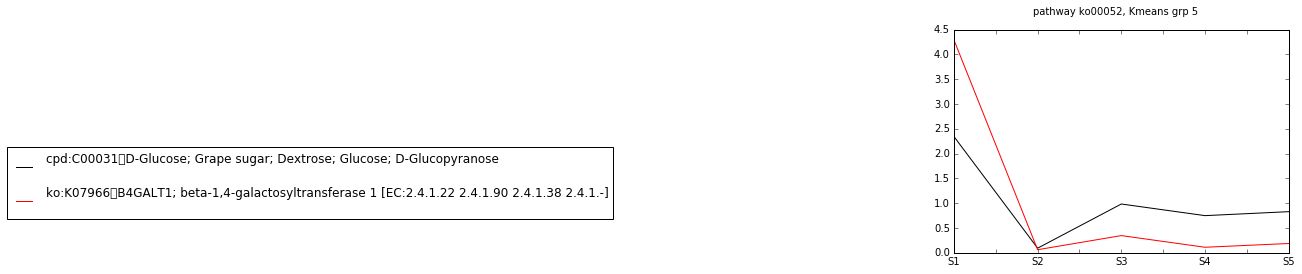 pathway ko00052, Kmeans grp 5
4.5
4.0
3.5
3.0
2.5
2.0
1.5
1.0
0.5
0.0
S1 S2 S3 S4 S5
cpd:C00031▯D-Glucose; Grape sugar; Dextrose; Glucose; D-Glucopyranose
ko:K07966▯B4GALT1; beta-1,4-galactosyltransferase 1 [EC:2.4.1.22 2.4.1.90 2.4.1.38 2.4.1.-]